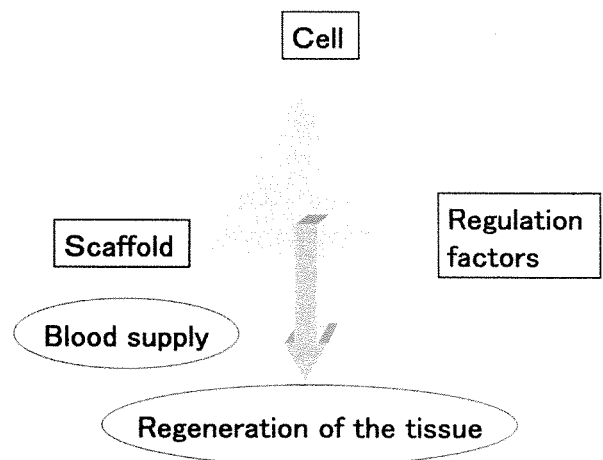 Cell
Scaffold
Regulation
factors
Blood supply
Regeneration of the tissue